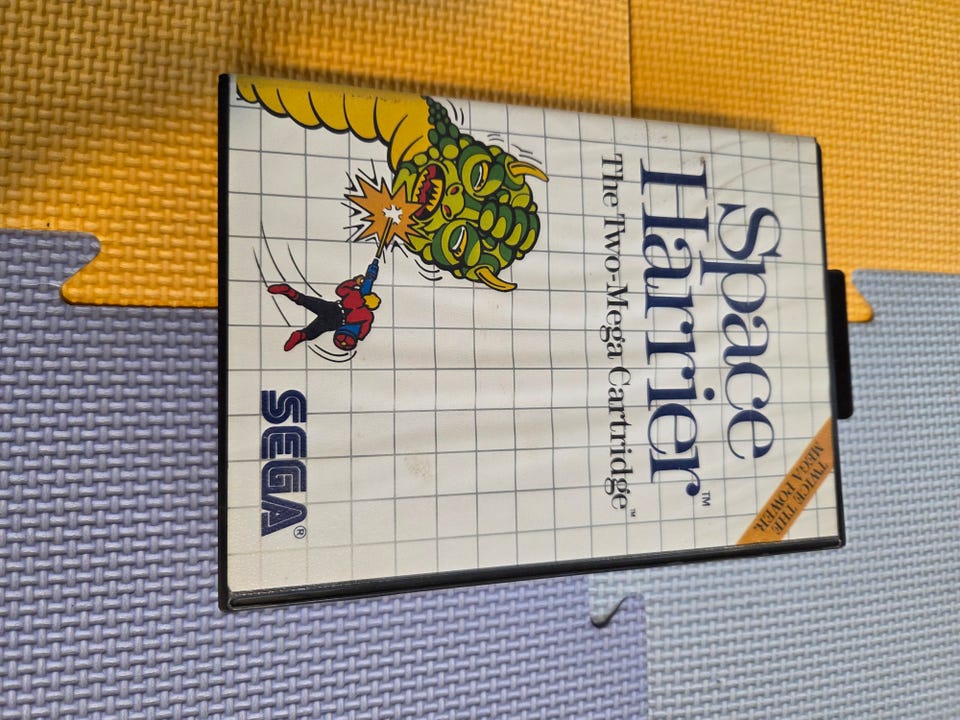 Space
Harrier™
The Two-Mega Cartridge™
TWICE THE
MEGA POWER
SEGA®